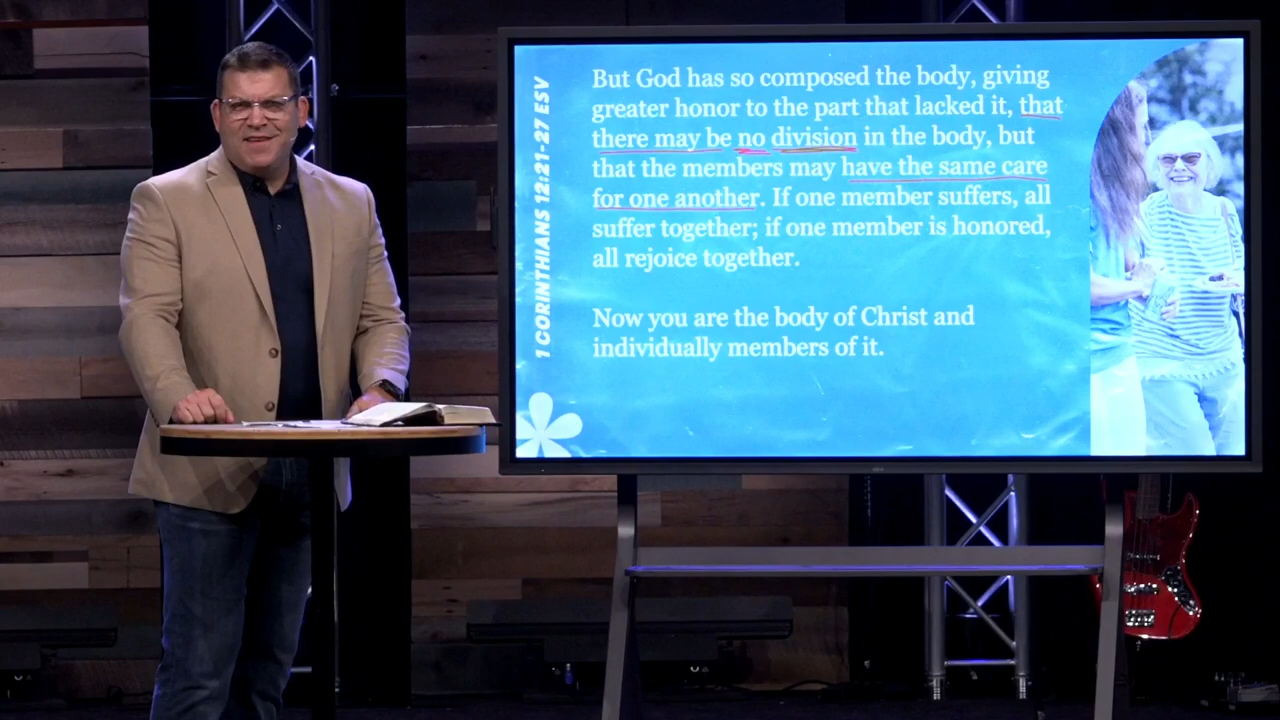 1 CORINTHIANS 12:21-27 ESV
But God has so composed the body, giving
greater honor to the part that lacked it, that
there may be no division in the body, but
that the members may have the same care
for one another. If one member suffers, all
suffer together; if one member is honored,
all rejoice together.
Now you are the body of Christ and
individually members of it.